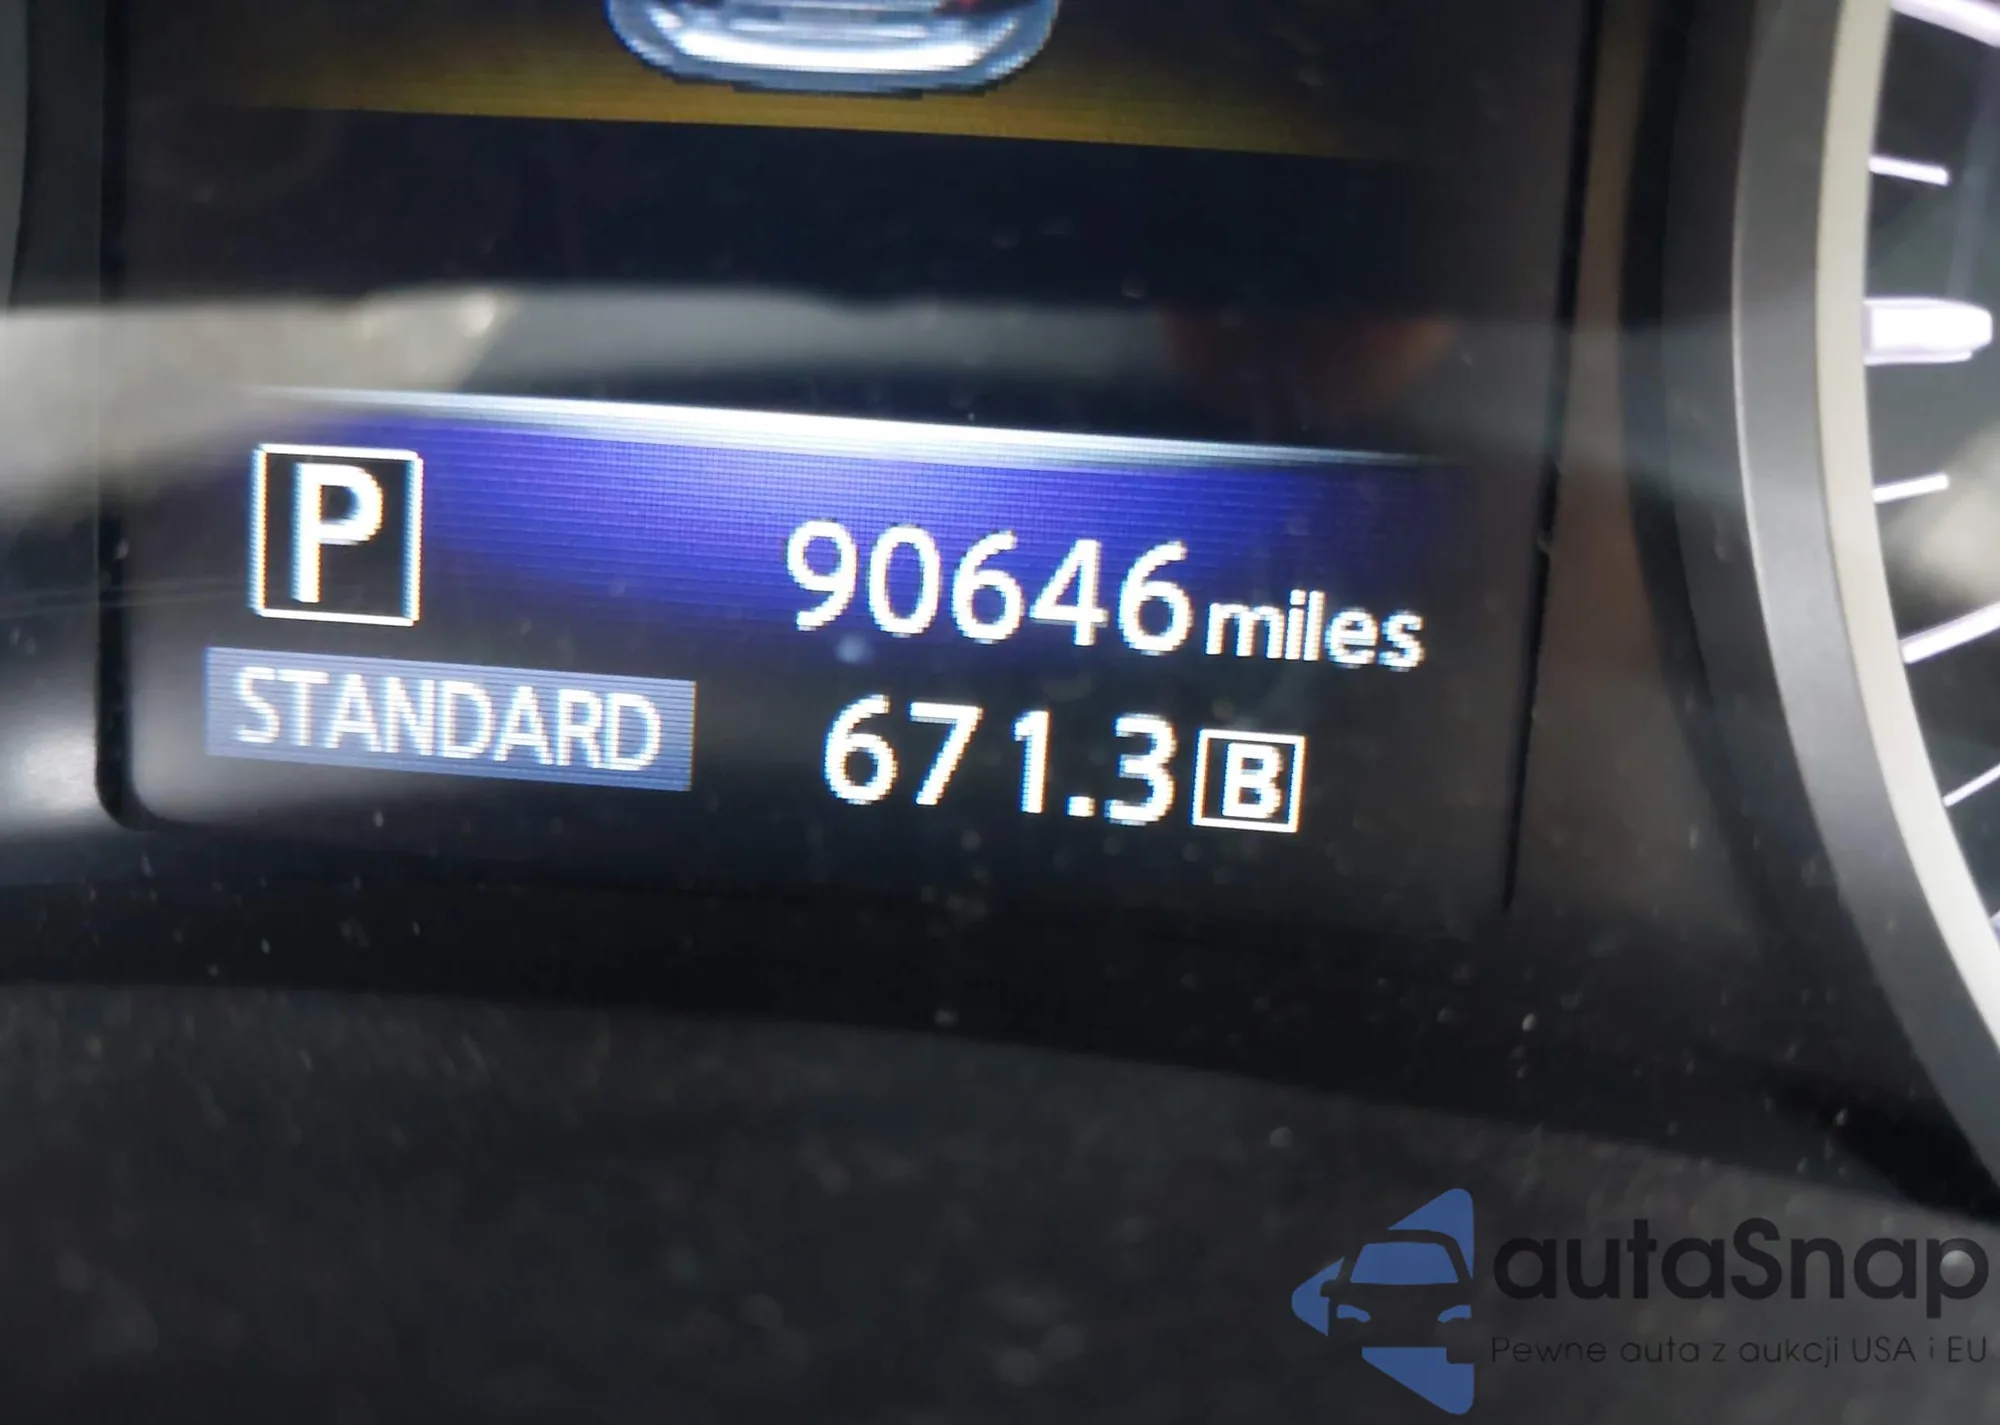 P
90646 miles
STANDARD
671.3 B
autaSnap
Pewne auta z aukcji USA i EU